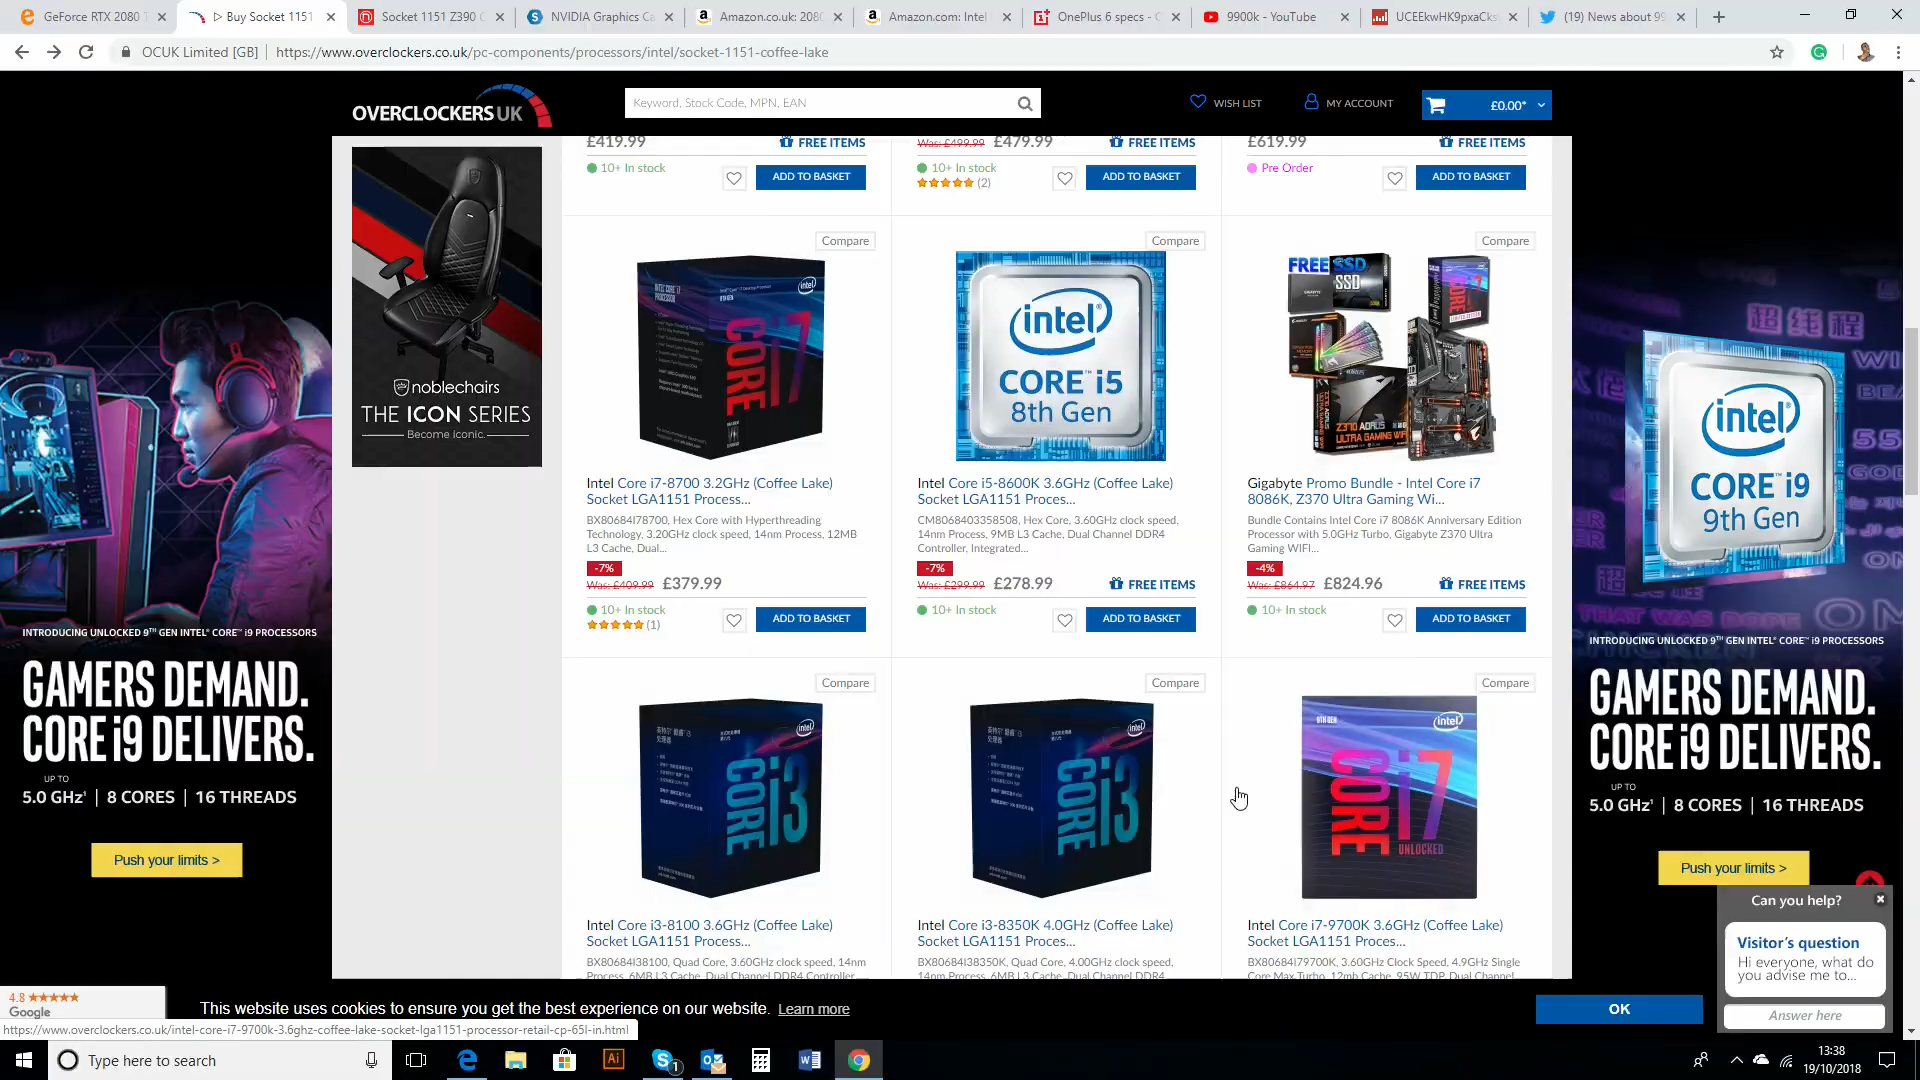 GeForce RTX 2080 T
▷ Buy Socket 1151
Socket 1151 Z390 C
NVIDIA Graphics Ca
Amazon.co.uk: 2080
Amazon.com: Intel
OnePlus 6 specs - C
9900k - YouTube
UCEEkwHK9pxaCks
(19) News about 99
OCUK Limited [GB] | https://www.overclockers.co.uk/pc-components/processors/intel/socket-1151-coffee-lake
OVERCLOCKERS UK
Keyword, Stock Code, MPN, EAN
WISH LIST
MY ACCOUNT
£0.00*
£419.99 FREE ITEMS
10+ In stock
ADD TO BASKET
Was: £499.99 £479.99 FREE ITEMS
10+ In stock
(2)
ADD TO BASKET
£619.99 FREE ITEMS
Pre Order
ADD TO BASKET
noblechairs
THE ICON SERIES
Become iconic.
Compare
intel
CORE i7
Intel Core i7-8700 3.2GHz (Coffee Lake)
Socket LGA1151 Process...
BX80684I78700, Hex Core with Hyperthreading
Technology, 3.20GHz clock speed, 14nm Process, 12MB
L3 Cache, Dual...
-7%
Was: £409.99 £379.99
10+ In stock
(1)
ADD TO BASKET
Compare
intel
CORE™ i5
8th Gen
Intel Core i5-8600K 3.6GHz (Coffee Lake)
Socket LGA1151 Proces...
CM8068403358508, Hex Core, 3.60GHz clock speed,
14nm Process, 9MB L3 Cache, Dual Channel DDR4
Controller, Integrated...
-7%
Was: £299.99 £278.99 FREE ITEMS
10+ In stock
ADD TO BASKET
Compare
FREE SSD
SSD
Z370 AORUS
ULTRA GAMING WIFI
Gigabyte Promo Bundle - Intel Core i7
8086K, Z370 Ultra Gaming Wi...
Bundle Contains Intel Core i7 8086K Anniversary Edition
Processor with 5.0GHz Turbo, Gigabyte Z370 Ultra
Gaming WIFI...
-4%
Was: £864.97 £824.96 FREE ITEMS
10+ In stock
ADD TO BASKET
Compare
intel
CORE i3
Intel Core i3-8100 3.6GHz (Coffee Lake)
Socket LGA1151 Process...
BX80684I38100, Quad Core, 3.60GHz clock speed, 14nm
Process, 6MB L3 Cache, Dual Channel DDR4 Controller,
Compare
intel
CORE i3
Intel Core i3-8350K 4.0GHz (Coffee Lake)
Socket LGA1151 Proces...
BX80684I38350K, Quad Core, 4.00GHz clock speed,
14nm Process, 6MB L3 Cache, Dual Channel DDR4
Compare
9TH GEN
intel
CORE i7
UNLOCKED
Intel Core i7-9700K 3.6GHz (Coffee Lake)
Socket LGA1151 Proces...
BX80684I79700K, 3.60GHz Clock Speed, 4.9GHz Single
Core Max Turbo, 12mb Cache, 95W TDP, Dual Channel
INTRODUCING UNLOCKED 9TH GEN INTEL® CORE™ i9 PROCESSORS
GAMERS DEMAND.
CORE i9 DELIVERS.
UP TO
5.0 GHz¹ | 8 CORES | 16 THREADS
Push your limits >
超线程
intel
CORE™ i9
9th Gen
INTRODUCING UNLOCKED 9TH GEN INTEL® CORE™ i9 PROCESSORS
GAMERS DEMAND.
CORE i9 DELIVERS.
UP TO
5.0 GHz¹ | 8 CORES | 16 THREADS
Push your limits >
Can you help?
Visitor's question
Hi everyone, what do
you advise me to...
Answer here
4.8 ★★★★★
Google
This website uses cookies to ensure you get the best experience on our website. Learn more
OK
https://www.overclockers.co.uk/intel-core-i7-9700k-3.6ghz-coffee-lake-socket-lga1151-processor-retail-cp-65l-in.html
Type here to search
13:38
19/10/2018